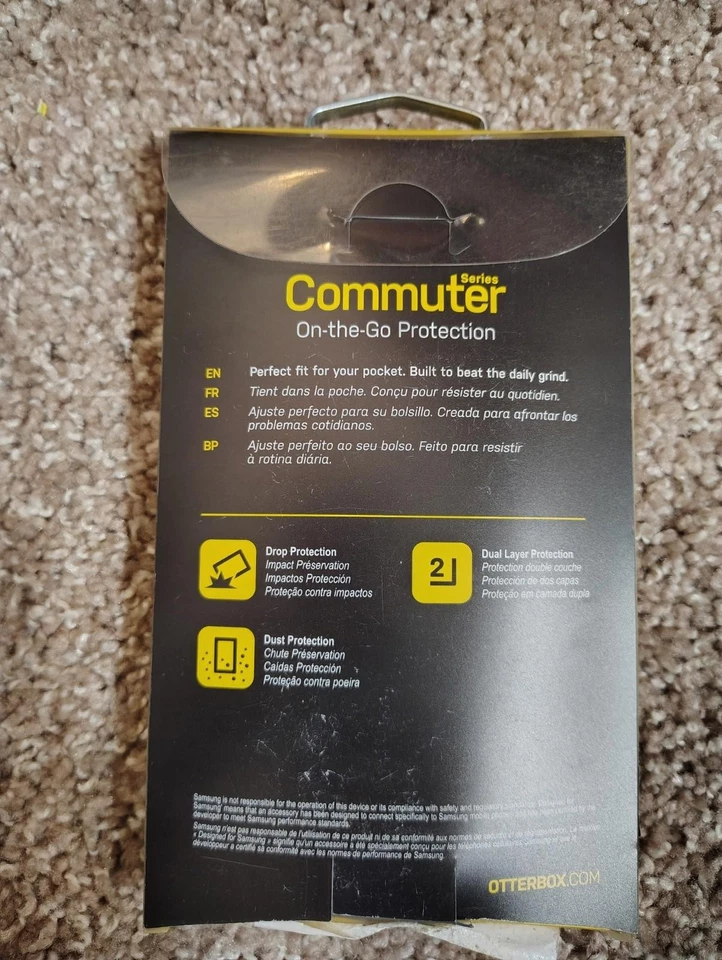 Commuter Series
On-the-Go Protection
EN Perfect fit for your pocket. Built to beat the daily grind.
FR Tient dans la poche. Conçu pour résister au quotidien.
ES Ajuste perfecto para su bolsillo. Creada para afrontar los
problemas cotidianos.
BP Ajuste perfeito ao seu bolso. Feito para resistir
à rotina diária.
Drop Protection
Impact Préservation
Impactos Protección
Proteção contra impactos
2
Dual Layer Protection
Protection double couche
Protección de dos capas
Proteção em camada dupla
Dust Protection
Chute Préservation
Caídas Protección
Proteção contra poeira
Samsung is not responsible for the operation of this device or its compliance with safety and regulatory
Samsung' means that an accessory has been designed to connect specifically to Samsung mobile by the
developer to meet Samsung performance standards.
Samsung n'est pas responsable de l'utilisation de ce produit ni de sa conformité aux normes de sécurité
« Designed for Samsung » signifie qu'un accessoire a été spécialement conçu pour les téléphones que le
développeur a certifié sa conformité avec les normes de performance de Samsung.
OTTERBOX.COM